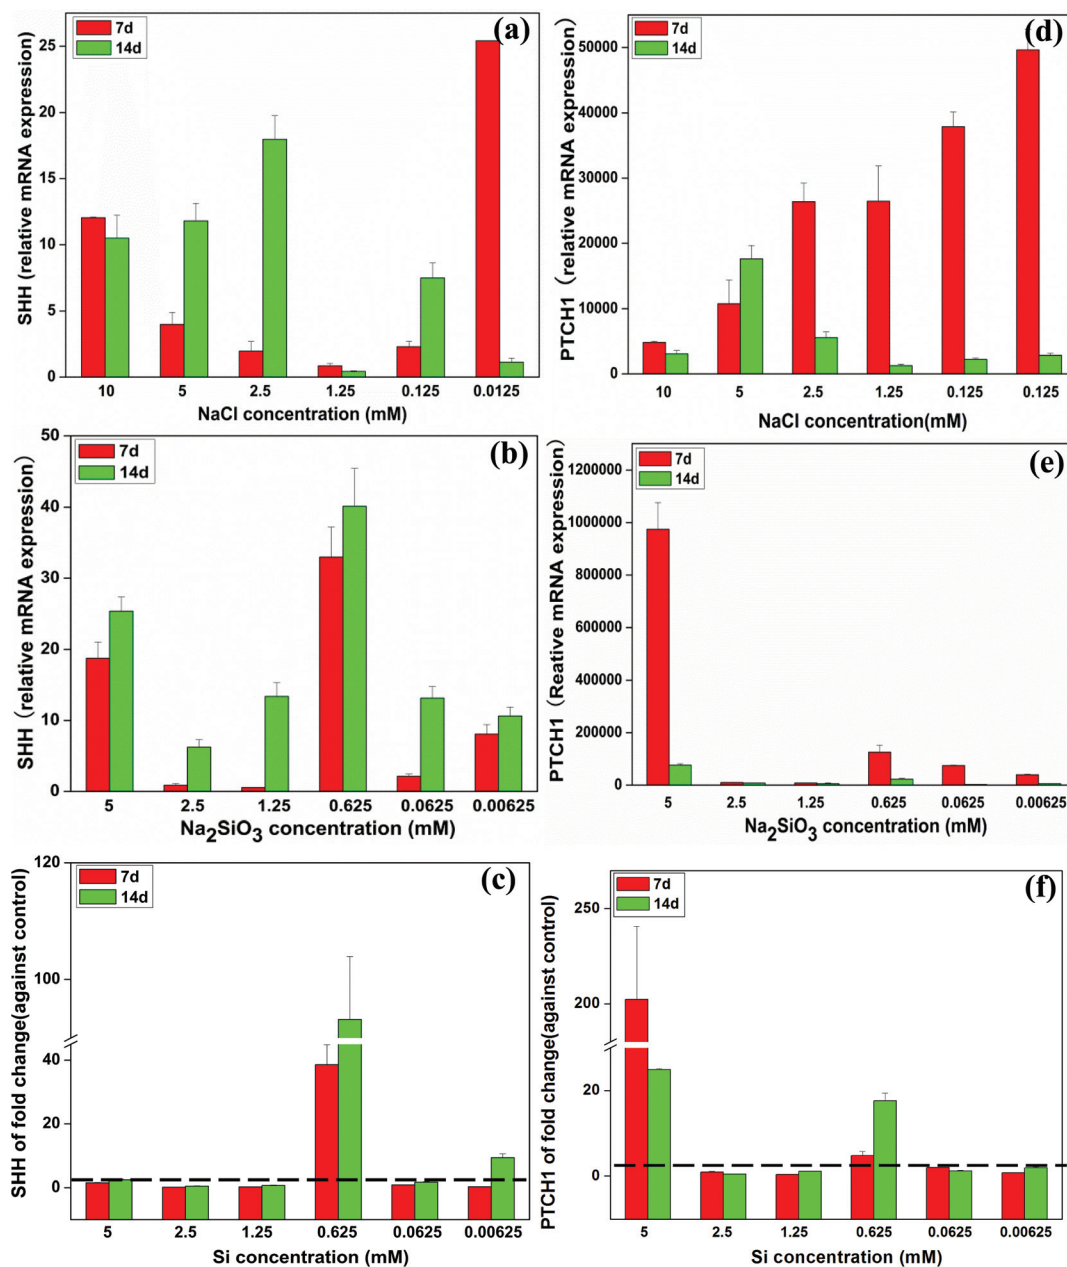 (a)
7d
14d
SHH (relative mRNA expression)
25
20
15
10
5
0
10 5 2.5 1.25 0.125 0.0125
NaCl concentration (mM)
(d)
7d
14d
PTCH1 (relative mRNA expression)
50000
40000
30000
20000
10000
0
10 5 2.5 1.25 0.125 0.125
NaCl concentration(mM)
(b)
7d
14d
SHH (relative mRNA expression)
50
40
30
20
10
0
5 2.5 1.25 0.625 0.0625 0.00625
Na2SiO3 concentration (mM)
(e)
7d
14d
PTCH1 (Reative mRNA expression)
1200000
1000000
800000
600000
400000
200000
0
5 2.5 1.25 0.625 0.0625 0.00625
Na2SiO3 concentration (mM)
(c)
7d
14d
SHH of fold change(against control)
120
100
40
20
0
5 2.5 1.25 0.625 0.0625 0.00625
Si concentration (mM)
(f)
7d
14d
PTCH1 of fold change(against control)
250
200
20
0
5 2.5 1.25 0.625 0.0625 0.00625
Si concentration (mM)